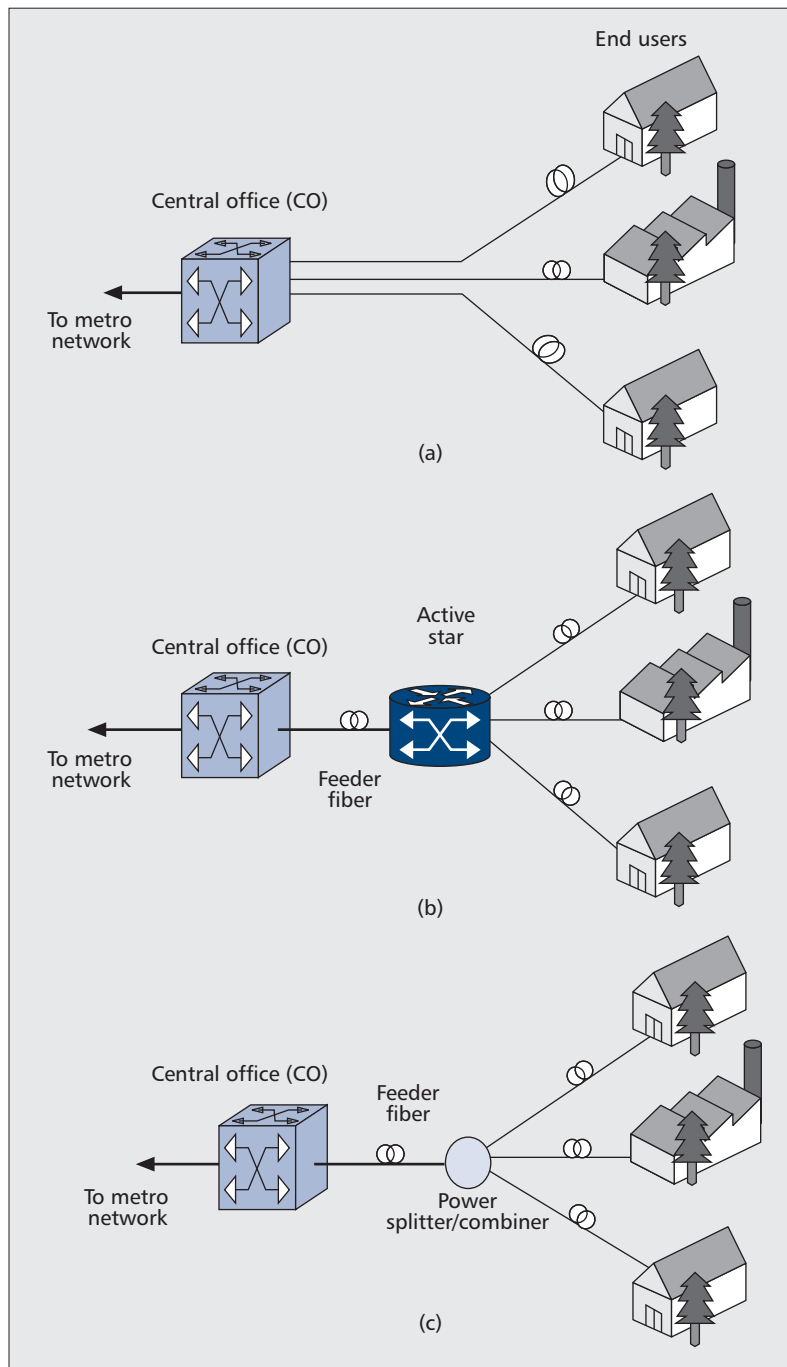 End users
Central office (CO)
To metro
network
(a)
Active
star
Central office (CO)
To metro
network
Feeder
fiber
(b)
Central office (CO)
Feeder
fiber
To metro
network
Power
splitter/combiner
(c)